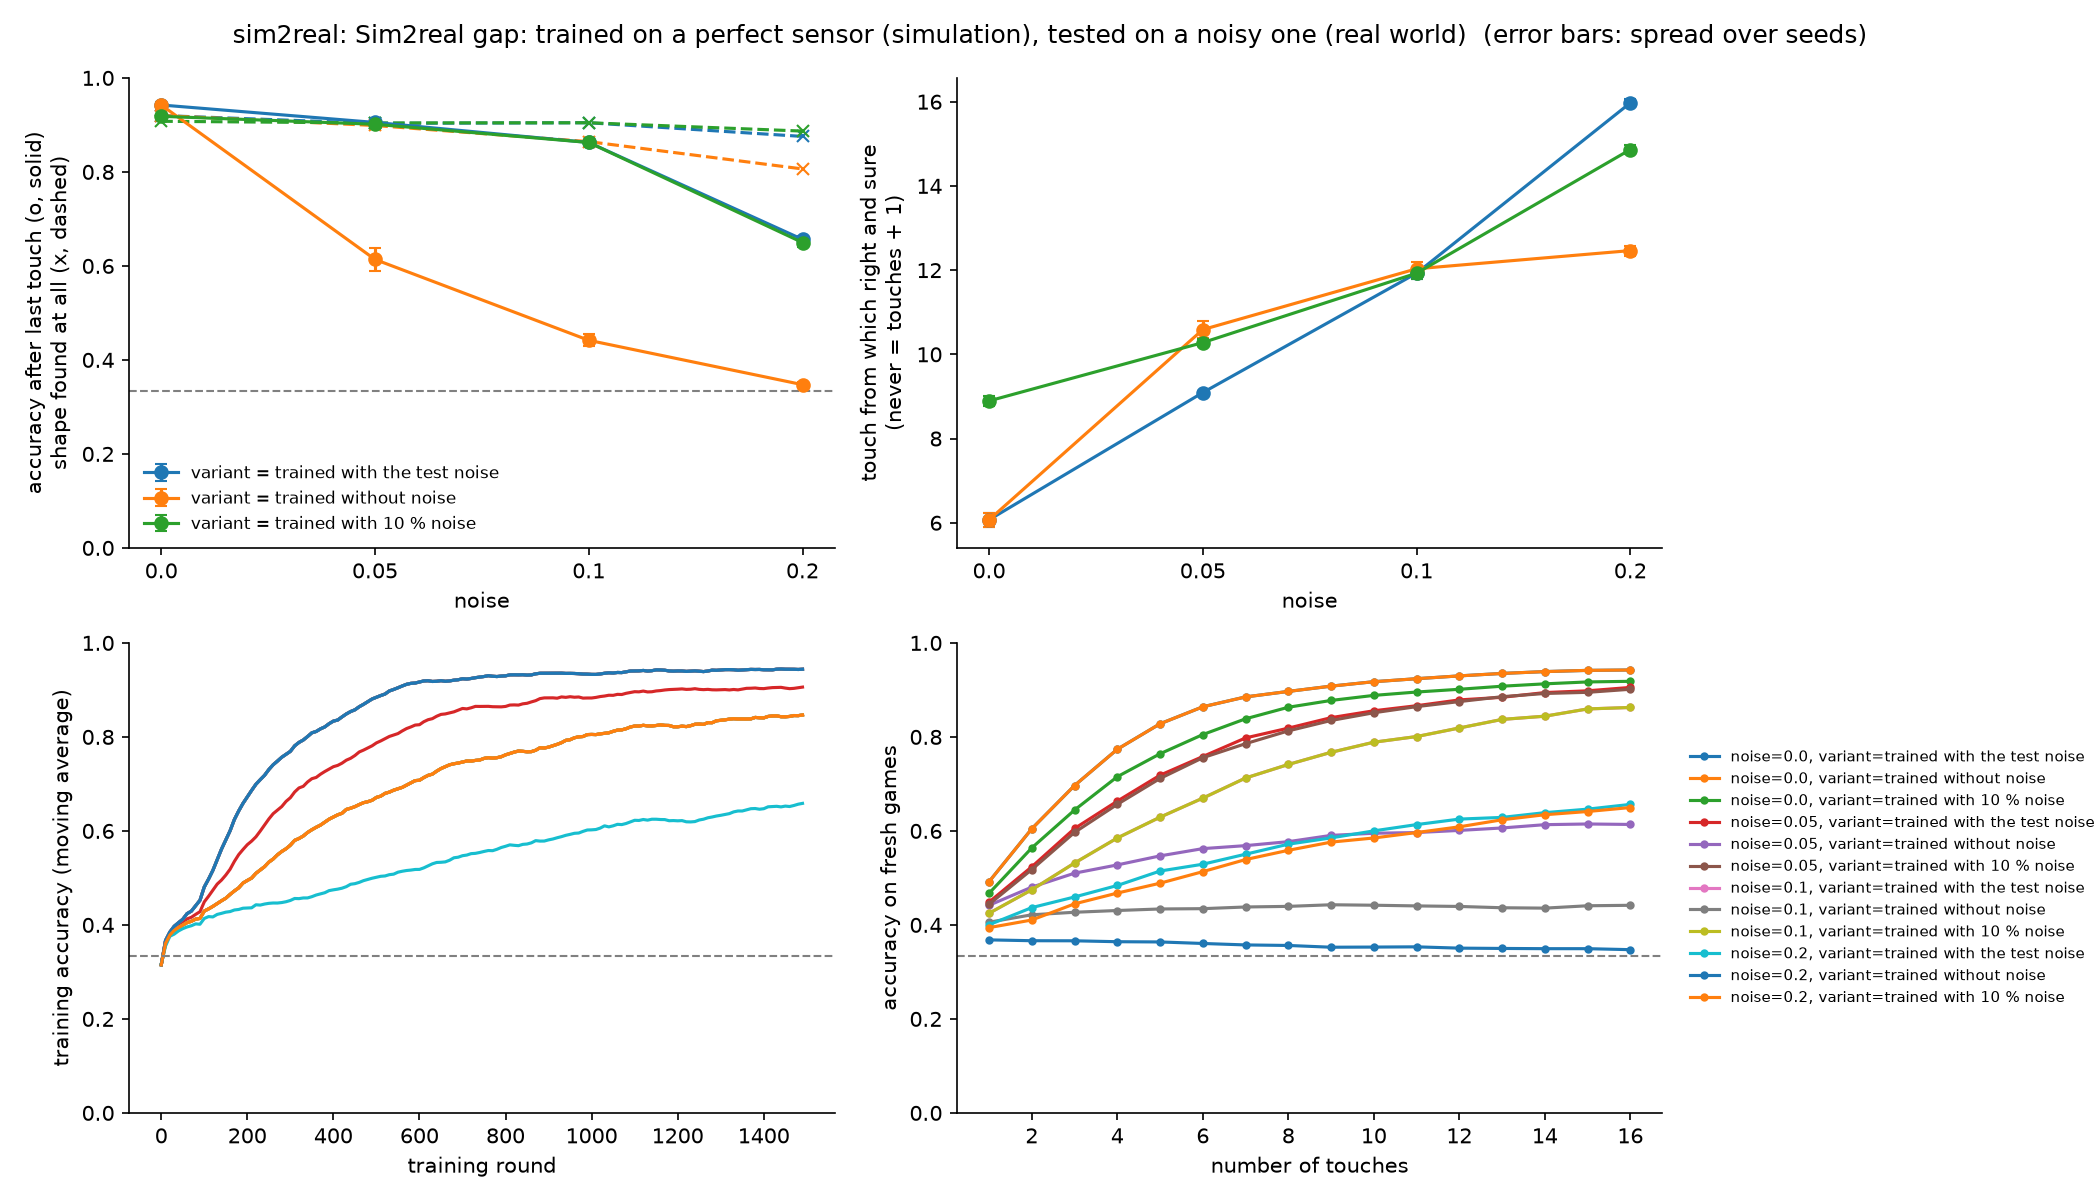 sim2real: Sim2real gap: trained on a perfect sensor (simulation), tested on a noisy one (real world)  (error bars: spread over seeds)
accuracy after last touch (o, solid)
shape found at all (x, dashed)
1.0
0.8
0.6
0.4
0.2
0.0
variant = trained with the test noise
variant = trained without noise
variant = trained with 10 % noise
0.0 0.05 0.1 0.2
noise
touch from which right and sure
(never = touches + 1)
16
14
12
10
8
6
0.0 0.05 0.1 0.2
noise
training accuracy (moving average)
1.0
0.8
0.6
0.4
0.2
0.0
0 200 400 600 800 1000 1200 1400
training round
accuracy on fresh games
1.0
0.8
0.6
0.4
0.2
0.0
2 4 6 8 10 12 14 16
number of touches
noise=0.0, variant=trained with the test noise
noise=0.0, variant=trained without noise
noise=0.0, variant=trained with 10 % noise
noise=0.05, variant=trained with the test noise
noise=0.05, variant=trained without noise
noise=0.05, variant=trained with 10 % noise
noise=0.1, variant=trained with the test noise
noise=0.1, variant=trained without noise
noise=0.1, variant=trained with 10 % noise
noise=0.2, variant=trained with the test noise
noise=0.2, variant=trained without noise
noise=0.2, variant=trained with 10 % noise